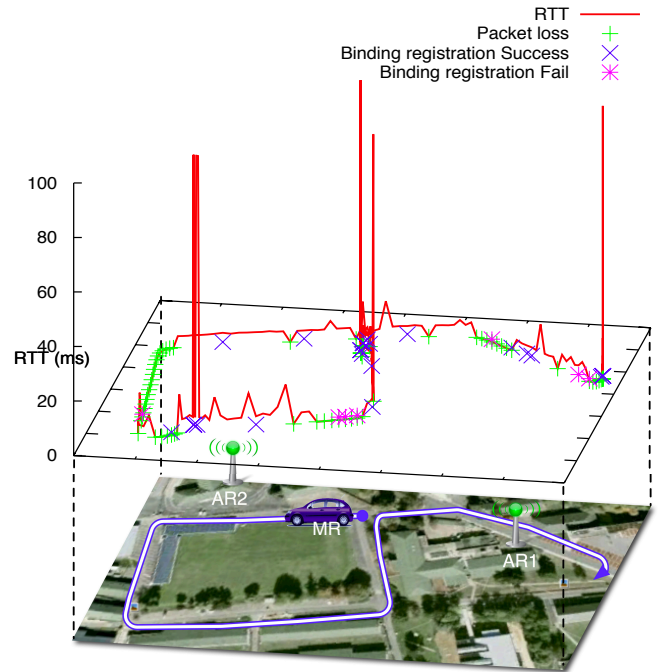 RTT
Packet loss
Binding registration Success
Binding registration Fail
100
80
60
40
RTT (ms)
20
0
AR2
MR
AR1